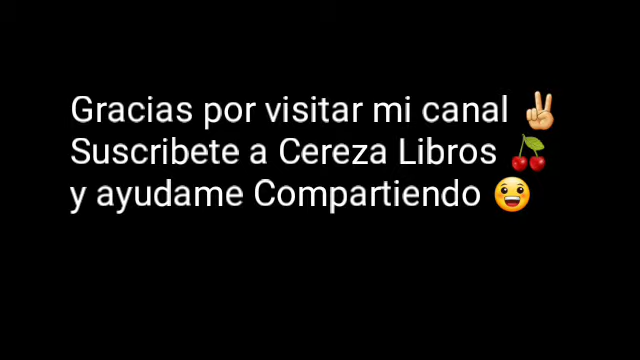 Gracias por visitar mi canal ✌🏼
Suscribete a Cereza Libros 🍒
y ayudame Compartiendo 😀